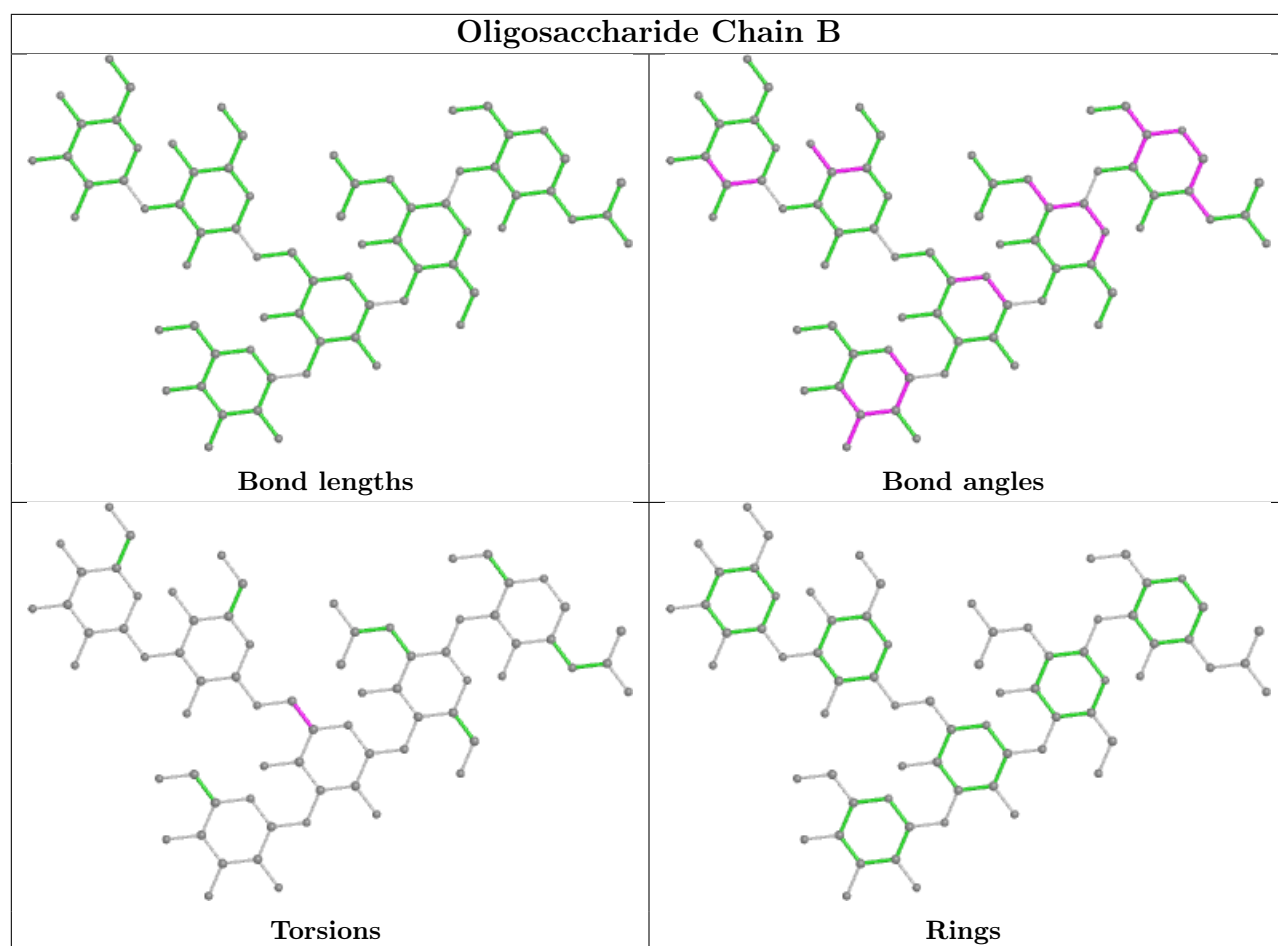 Oligosaccharide Chain B
Bond lengths
Bond angles
Torsions
Rings